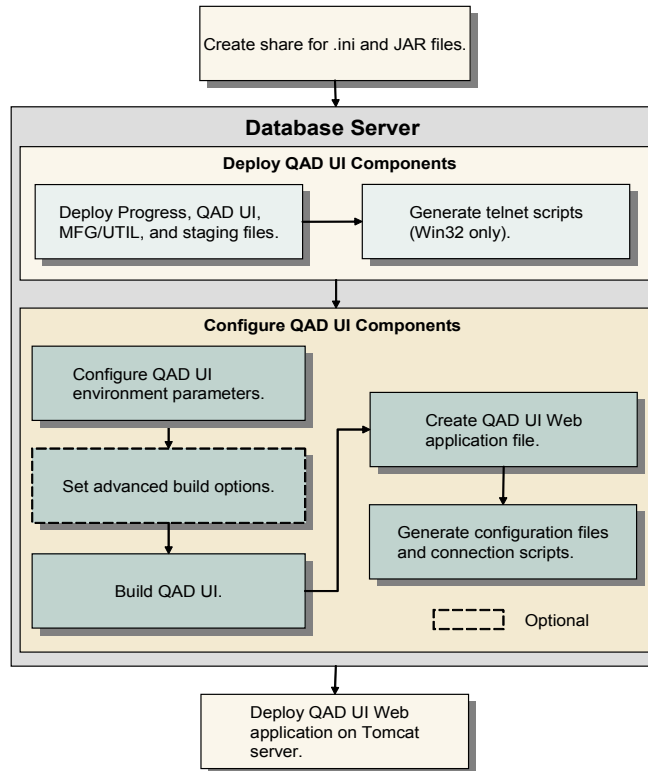 Create share for .ini and JAR files.
Database Server
Deploy QAD UI Components
Deploy Progress, QAD UI,
MFG/UTIL, and staging files.
Generate telnet scripts
(Win32 only).
Configure QAD UI Components
Configure QAD UI
environment parameters.
Set advanced build options.
Build QAD UI.
Create QAD UI Web
application file.
Generate configuration files
and connection scripts.
Optional
Deploy QAD UI Web
application on Tomcat
server.